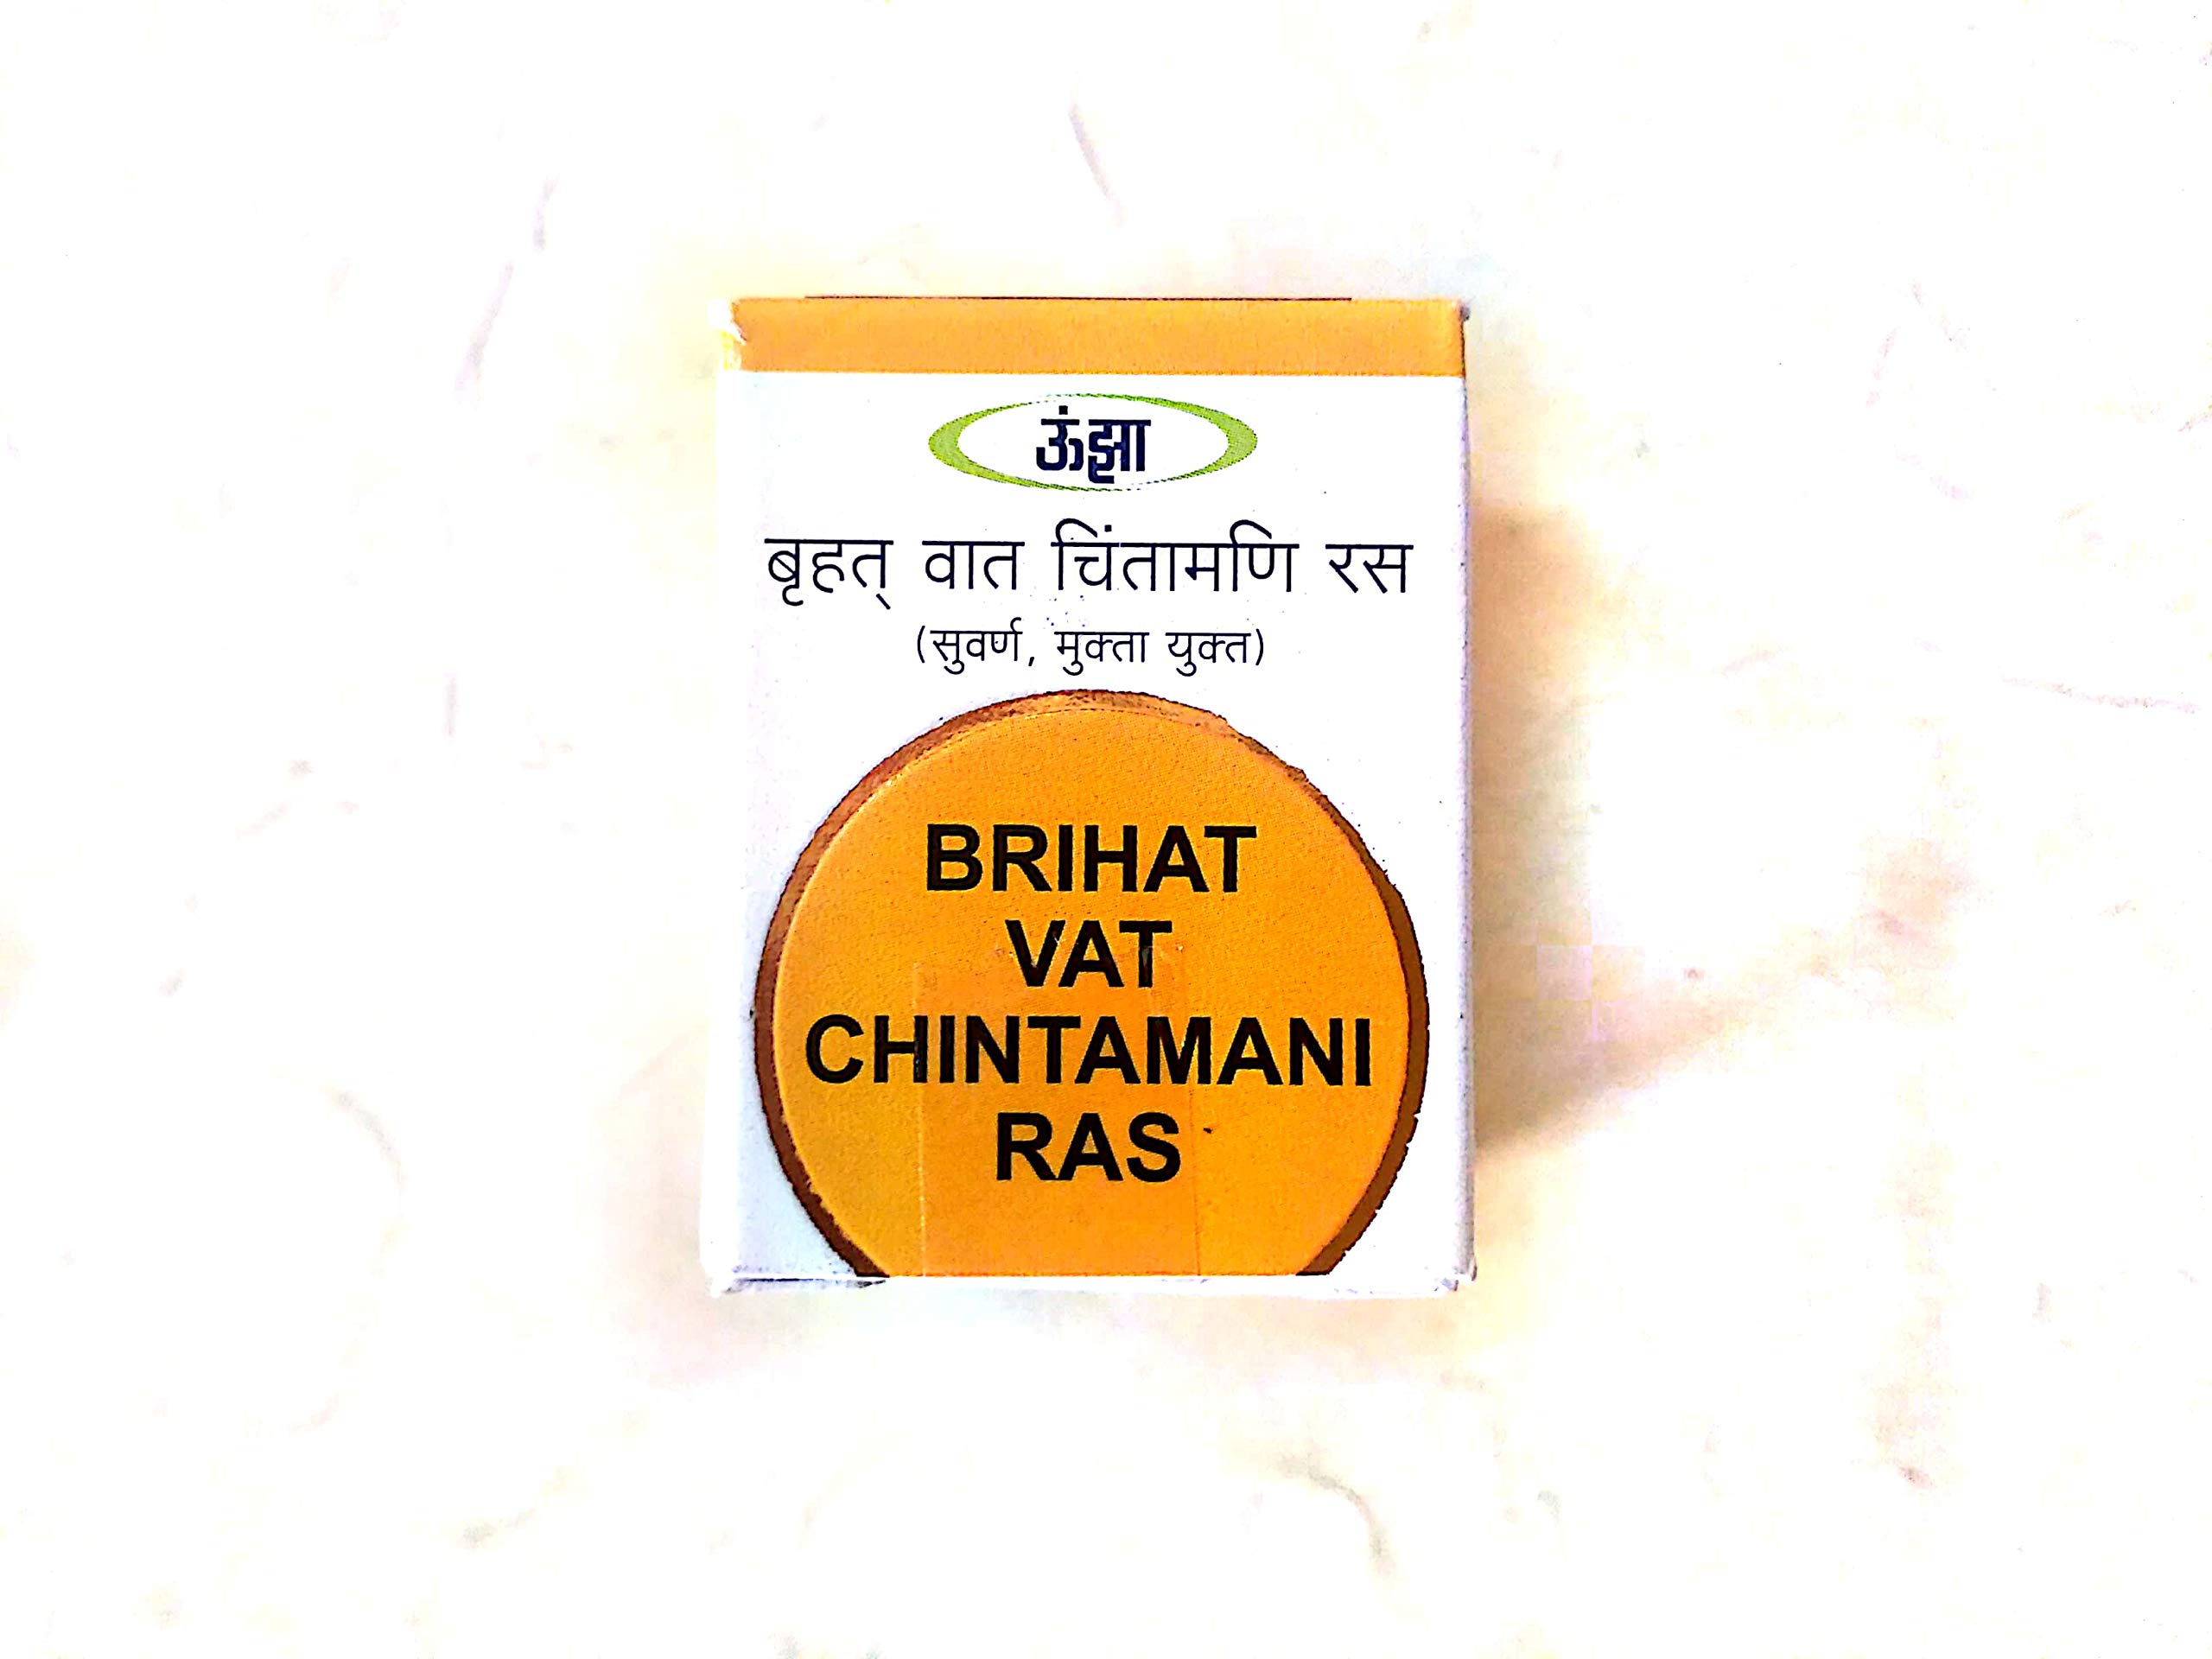 ऊंझा
बृहत् वात चिंतामणि रस
(सुवर्ण, मुक्ता युक्त)
BRIHAT
VAT
CHINTAMANI
RAS